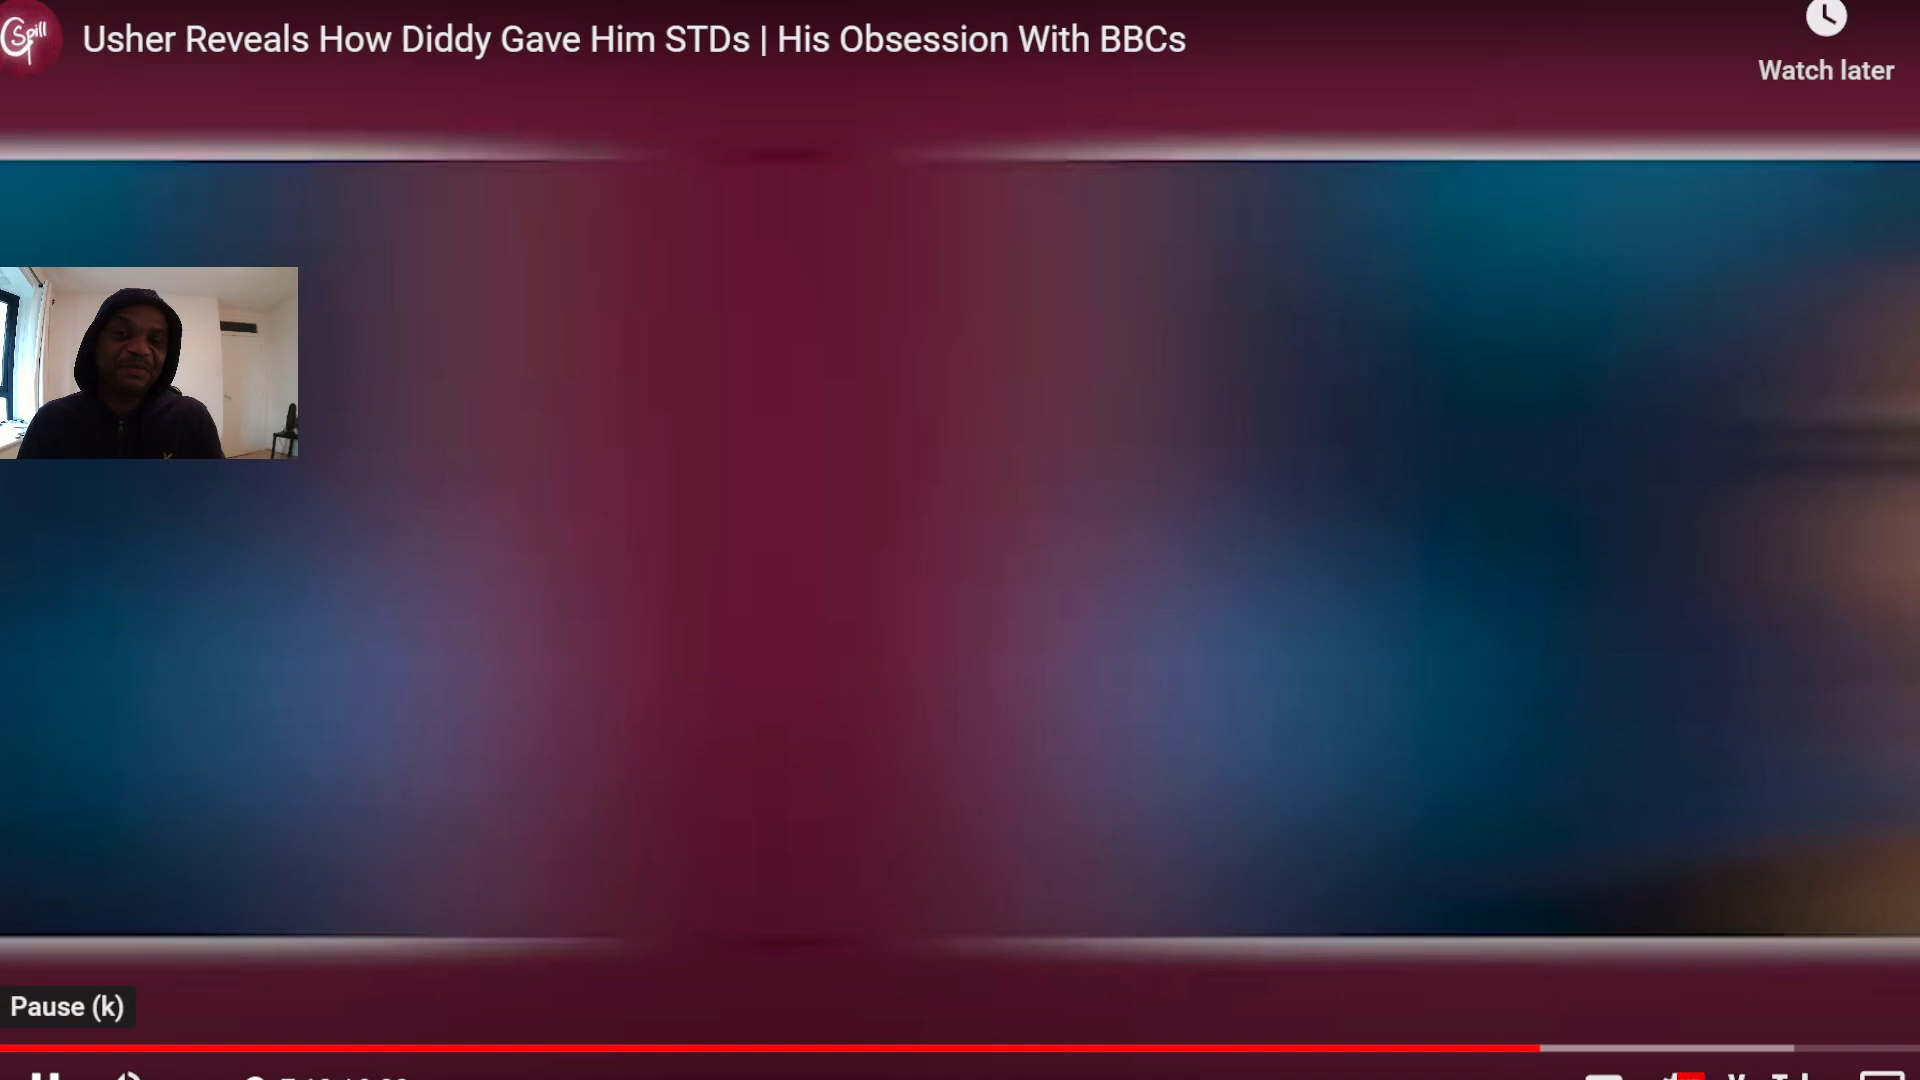 Spill
Usher Reveals How Diddy Gave Him STDs | His Obsession With BBCs
Watch later
Pause (k)